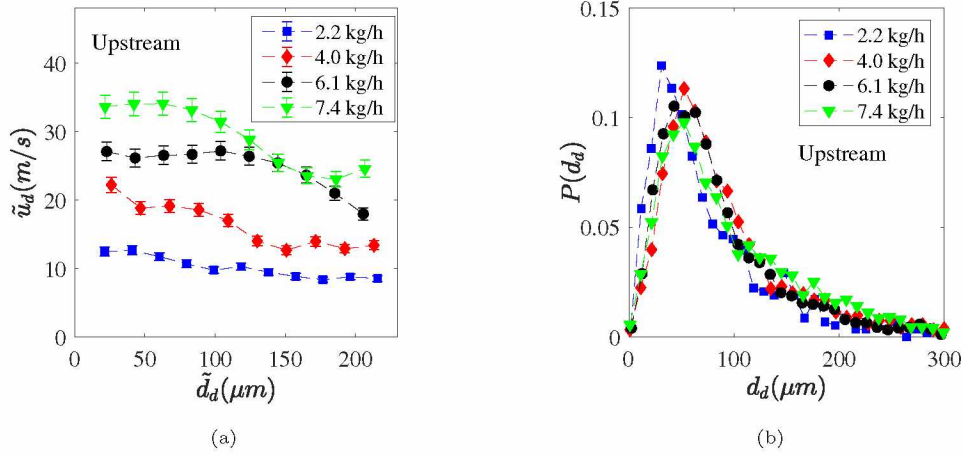 Upstream
2.2 kg/h
4.0 kg/h
6.1 kg/h
7.4 kg/h
40
30
20
10
0
ũ_d(m/s)
0 50 100 150 200
d̃_d(μm)
(a)
0.15
0.1
0.05
0
P(d_d)
2.2 kg/h
4.0 kg/h
6.1 kg/h
7.4 kg/h
Upstream
0 100 200 300
d_d(μm)
(b)